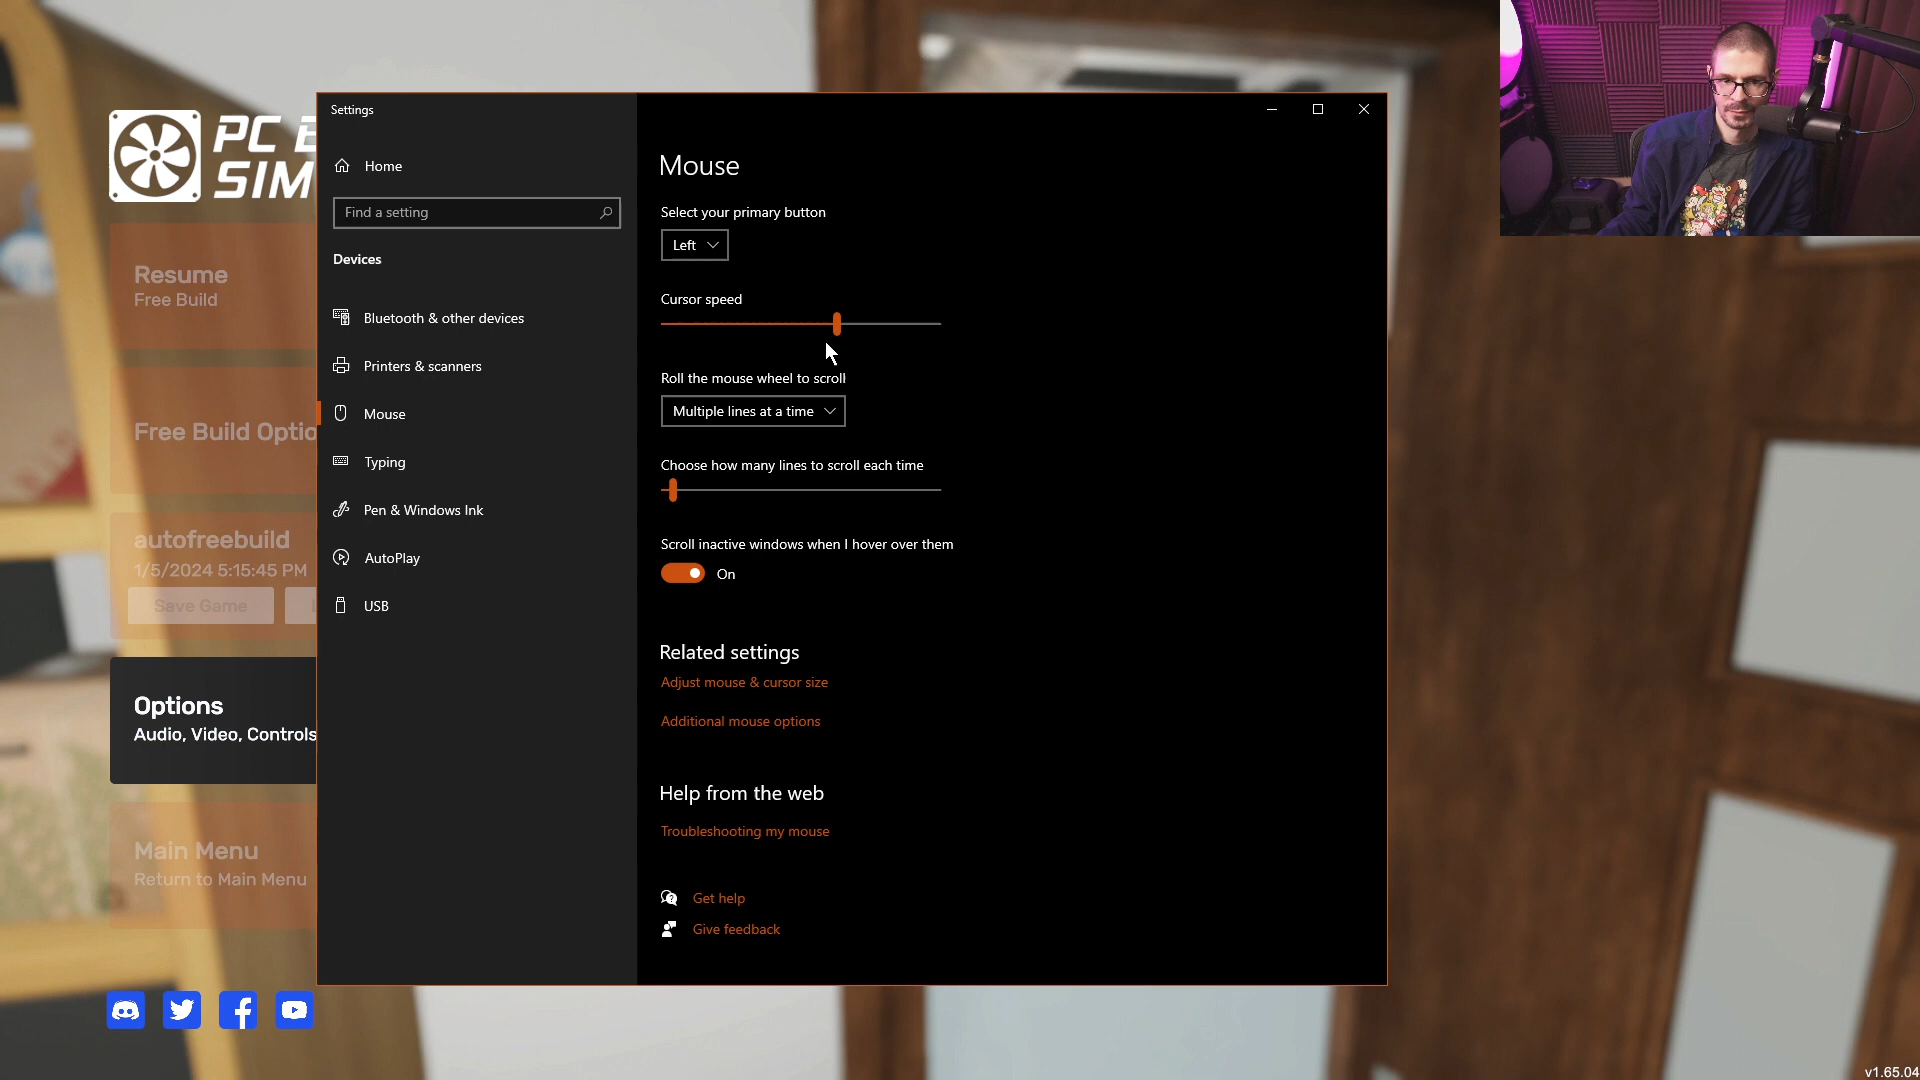 PC
SIM
Resume
Free Build
Free Build Optio
autofreebuild
1/5/2024 5:15:45 PM
Save Game
Options
Audio, Video, Controls
Main Menu
Return to Main Menu
Settings
Home
Find a setting
Devices
Bluetooth & other devices
Printers & scanners
Mouse
Typing
Pen & Windows Ink
AutoPlay
USB
Mouse
Select your primary button
Left
Cursor speed
Roll the mouse wheel to scroll
Multiple lines at a time
Choose how many lines to scroll each time
Scroll inactive windows when I hover over them
On
Related settings
Adjust mouse & cursor size
Additional mouse options
Help from the web
Troubleshooting my mouse
Get help
Give feedback
v1.65.04